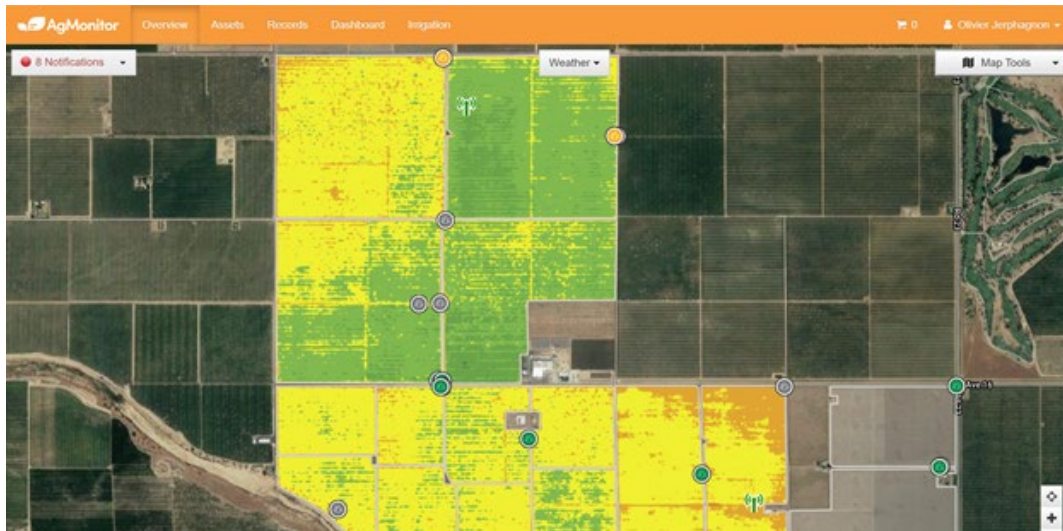 AgMonitor Overview Assets Records Dashboard Irrigation 0 Olivier Jerphagnon
8 Notifications Weather Map Tools
Ave 16